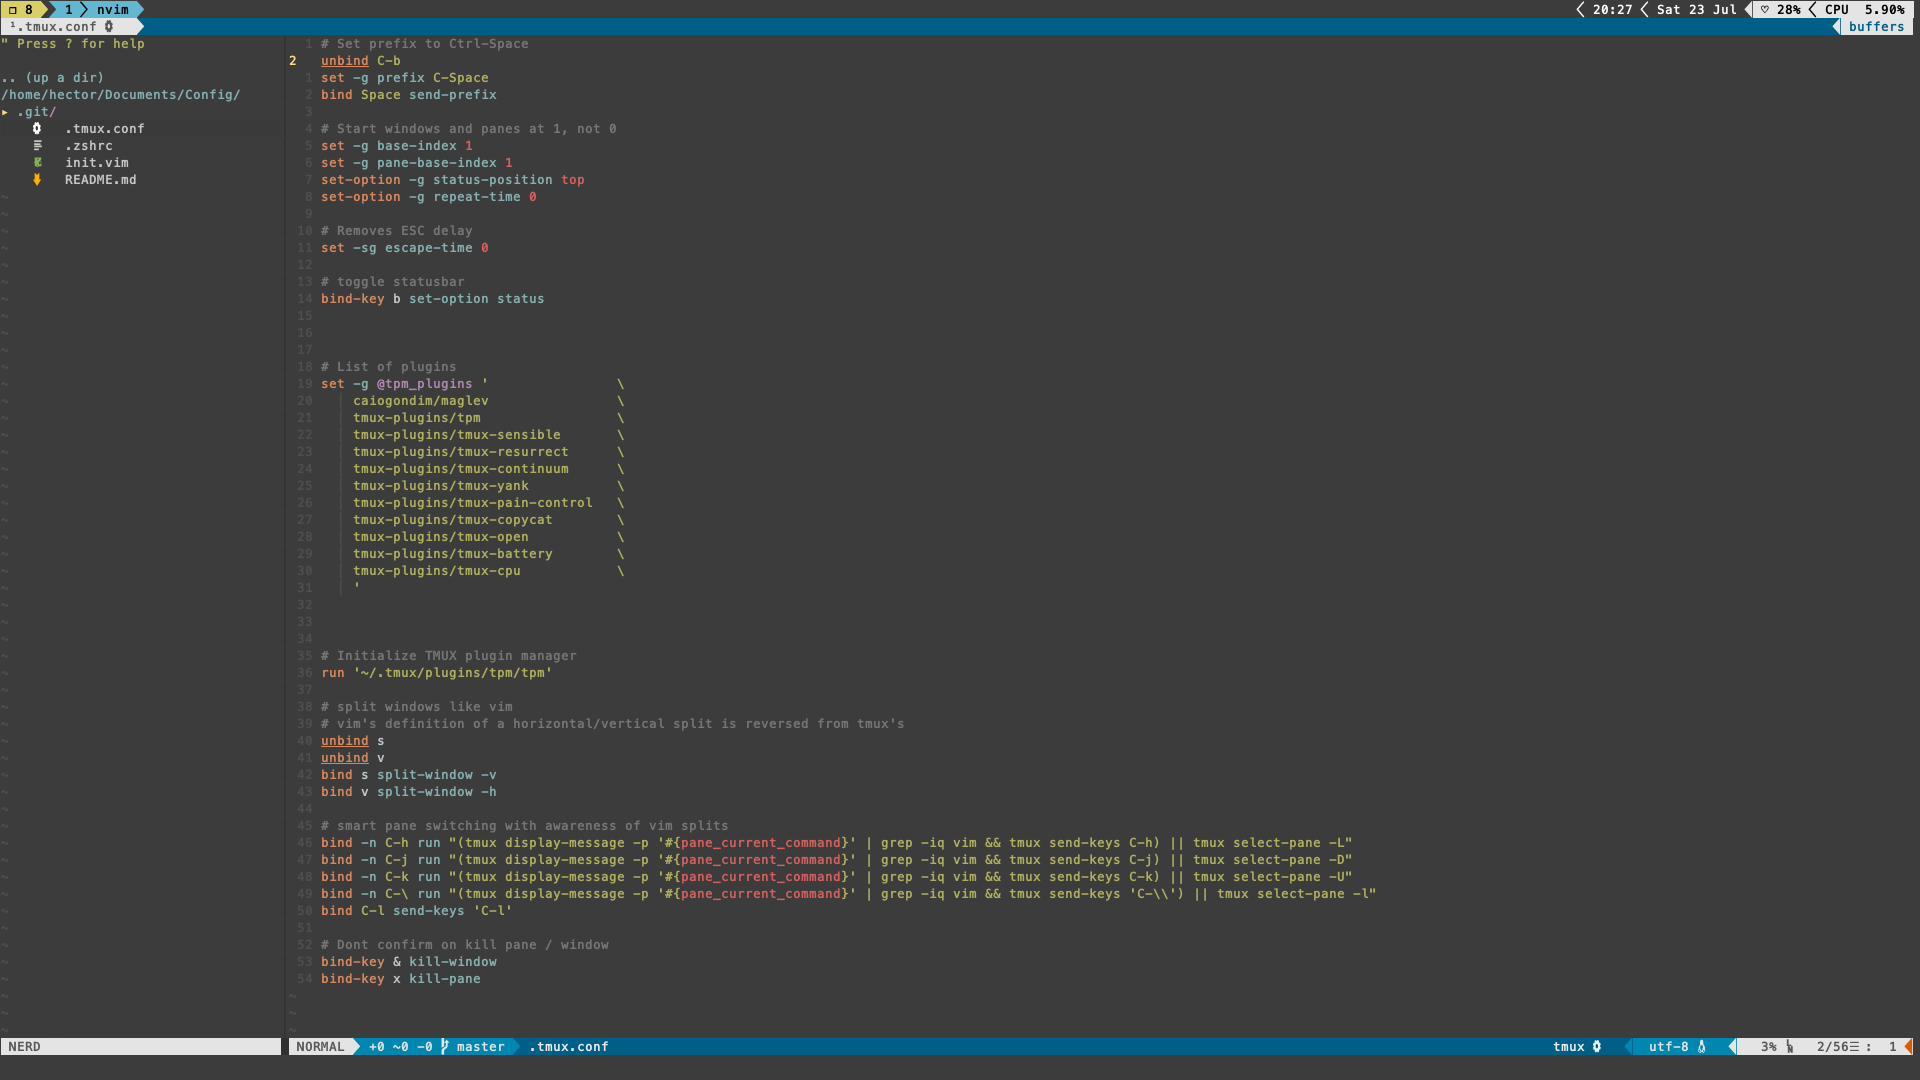 ❐ 8 1 nvim 20:27 Sat 23 Jul ♡ 28% CPU 5.90%
¹.tmux.conf buffers
" Press ? for help
.. (up a dir)
/home/hector/Documents/Config/
▸ .git/
.tmux.conf
.zshrc
init.vim
README.md
1 # Set prefix to Ctrl-Space
2 unbind C-b
1 set -g prefix C-Space
2 bind Space send-prefix
3
4 # Start windows and panes at 1, not 0
5 set -g base-index 1
6 set -g pane-base-index 1
7 set-option -g status-position top
8 set-option -g repeat-time 0
9
10 # Removes ESC delay
11 set -sg escape-time 0
12
13 # toggle statusbar
14 bind-key b set-option status
15
16
17
18 # List of plugins
19 set -g @tpm_plugins ' \
20 caiogondim/maglev \
21 tmux-plugins/tpm \
22 tmux-plugins/tmux-sensible \
23 tmux-plugins/tmux-resurrect \
24 tmux-plugins/tmux-continuum \
25 tmux-plugins/tmux-yank \
26 tmux-plugins/tmux-pain-control \
27 tmux-plugins/tmux-copycat \
28 tmux-plugins/tmux-open \
29 tmux-plugins/tmux-battery \
30 tmux-plugins/tmux-cpu \
31 '
32
33
34
35 # Initialize TMUX plugin manager
36 run '~/.tmux/plugins/tpm/tpm'
37
38 # split windows like vim
39 # vim's definition of a horizontal/vertical split is reversed from tmux's
40 unbind s
41 unbind v
42 bind s split-window -v
43 bind v split-window -h
44
45 # smart pane switching with awareness of vim splits
46 bind -n C-h run "(tmux display-message -p '#{pane_current_command}' | grep -iq vim && tmux send-keys C-h) || tmux select-pane -L"
47 bind -n C-j run "(tmux display-message -p '#{pane_current_command}' | grep -iq vim && tmux send-keys C-j) || tmux select-pane -D"
48 bind -n C-k run "(tmux display-message -p '#{pane_current_command}' | grep -iq vim && tmux send-keys C-k) || tmux select-pane -U"
49 bind -n C-\ run "(tmux display-message -p '#{pane_current_command}' | grep -iq vim && tmux send-keys 'C-\\') || tmux select-pane -l"
50 bind C-l send-keys 'C-l'
51
52 # Dont confirm on kill pane / window
53 bind-key & kill-window
54 bind-key x kill-pane
NERD NORMAL +0 ~0 -0 master .tmux.conf tmux utf-8 3% 2/56☰ : 1